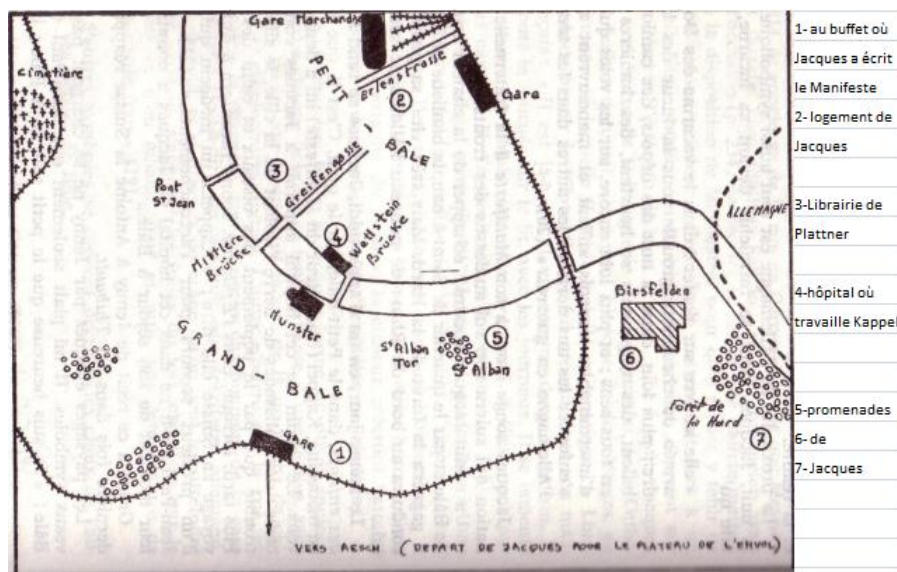 Gare Marchandise
PETIT
Erlenstrasse
2
Gare
cimetière
BÂLE
3
Greifengasse
Pont
St Jean
Mittlere
Brücke
4
Wettstein
Brücke
Munster
ALLEMAGNE
Birsfelden
6
GRAND - BALE
St Alban
Tor
5
St Alban
Forêt de
la Hard
7
GARE
1
VERS AESCH ( DEPART DE JACQUES POUR LE PLATEAU DE L'ENVOL)
1- au buffet où
Jacques a écrit
le Manifeste
2- logement de
Jacques
3-Librairie de
Plattner
4-hôpital où
travaille Kappel
5-promenades
6- de
7-Jacques